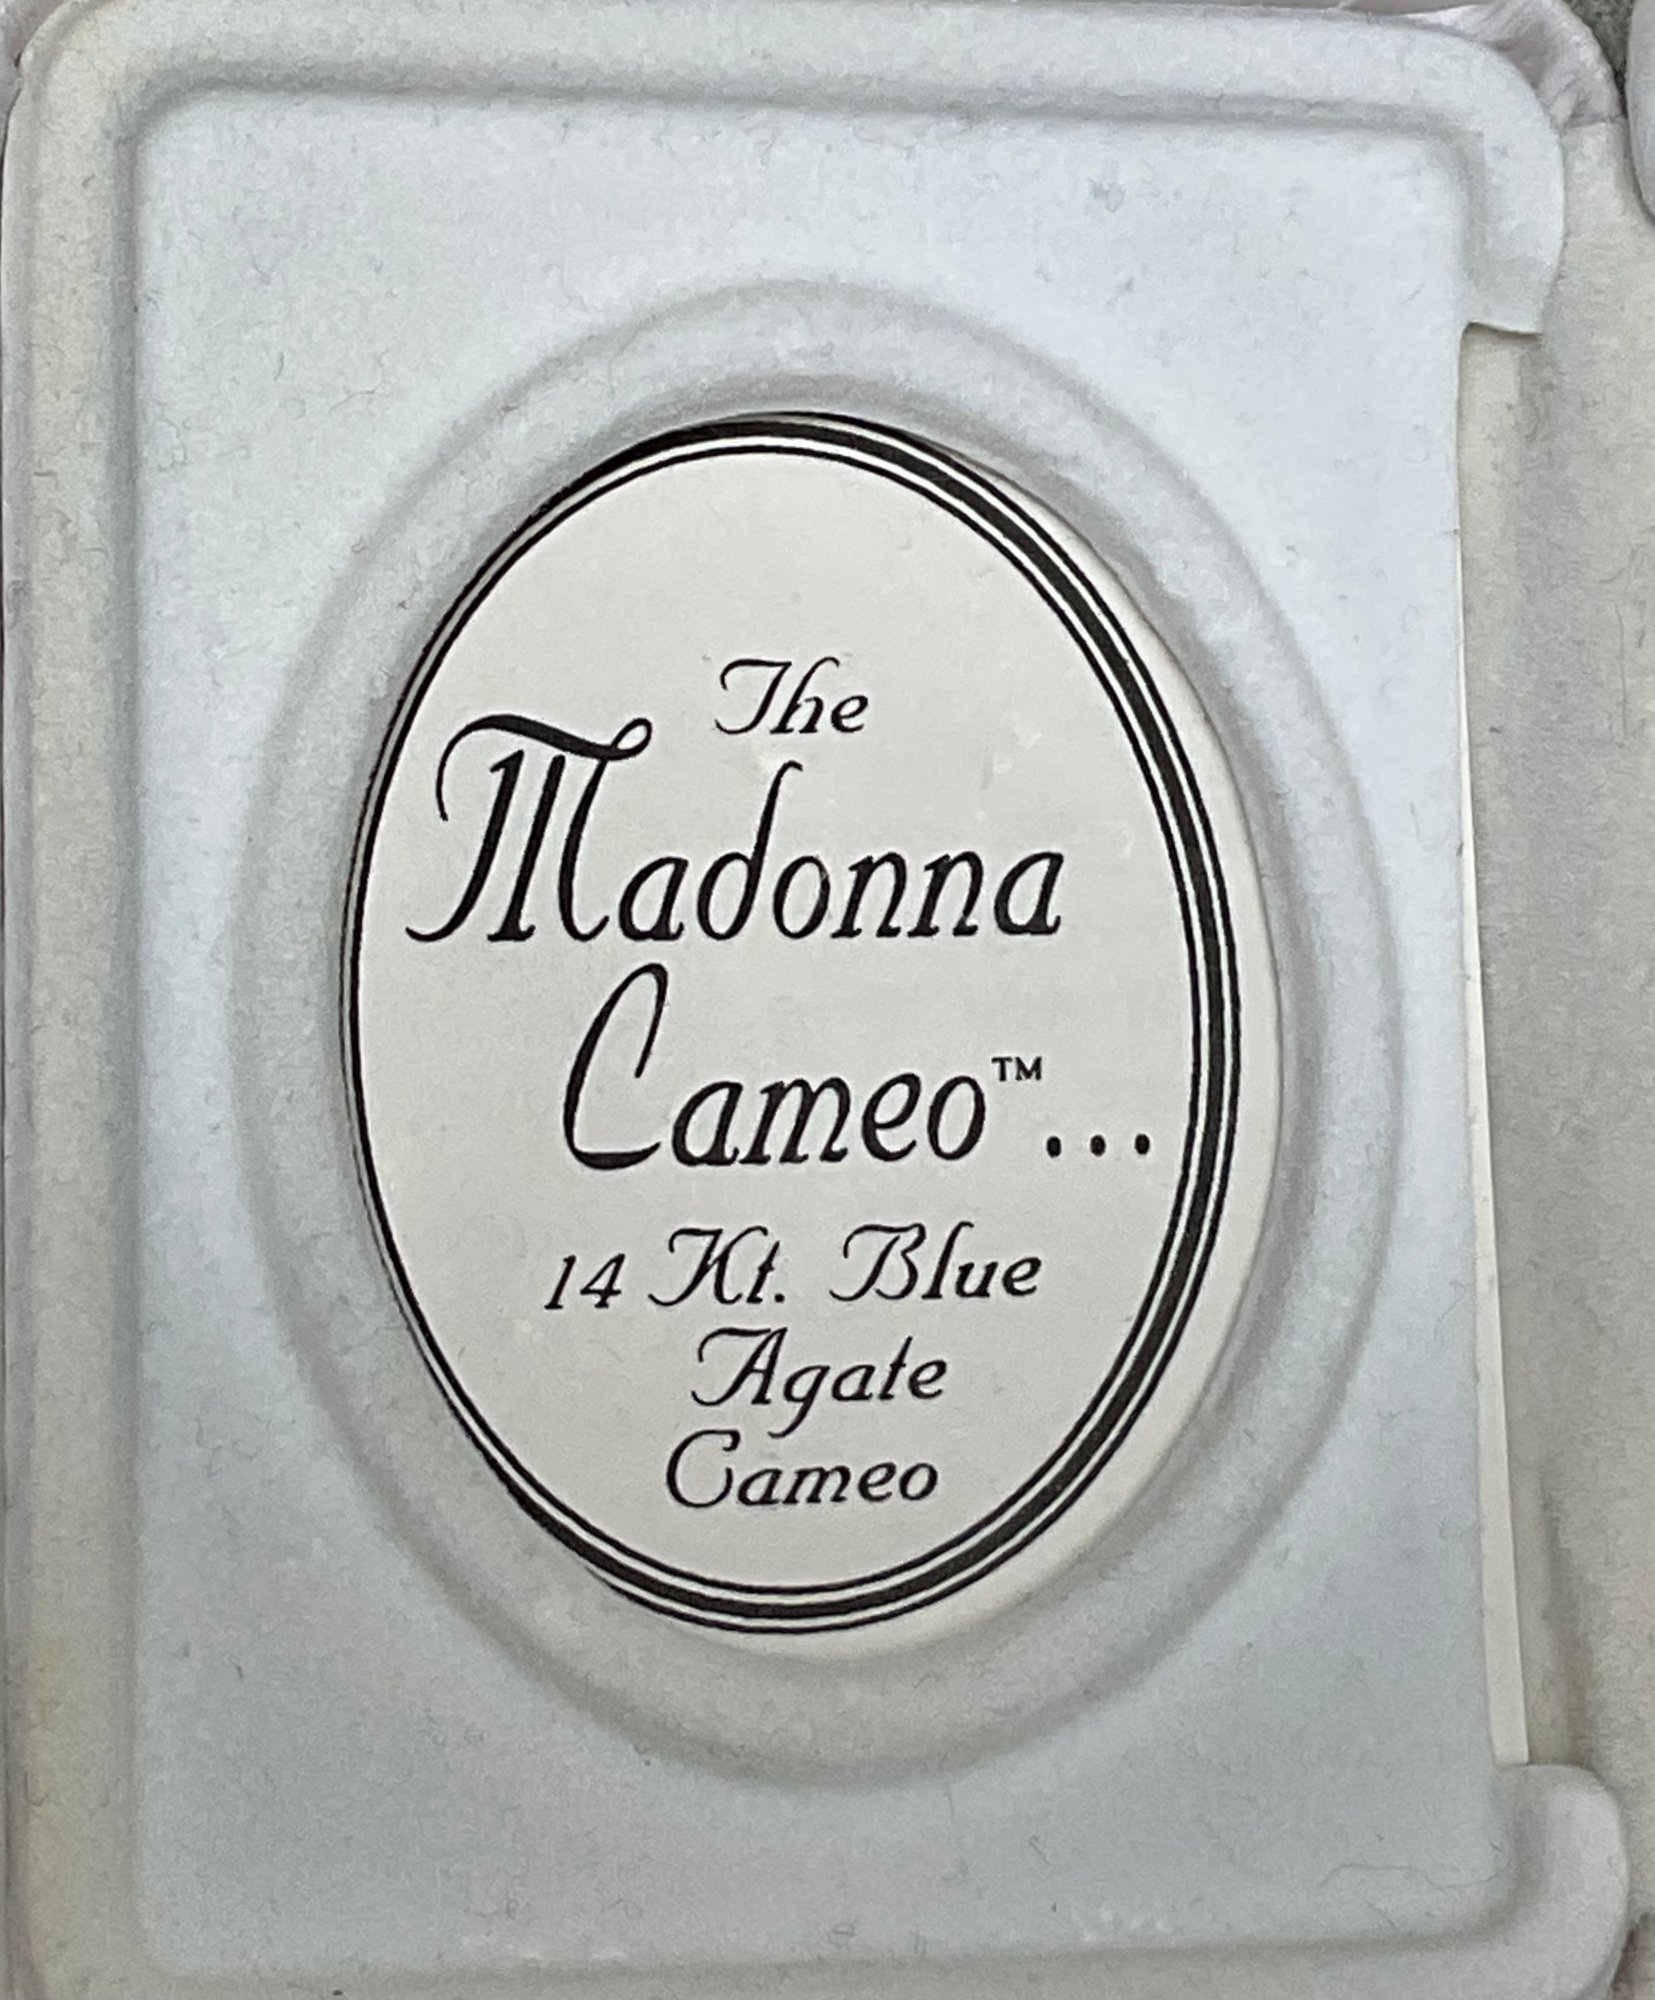 The
Madonna
Cameo™...
14 Kt. Blue
Agate
Cameo